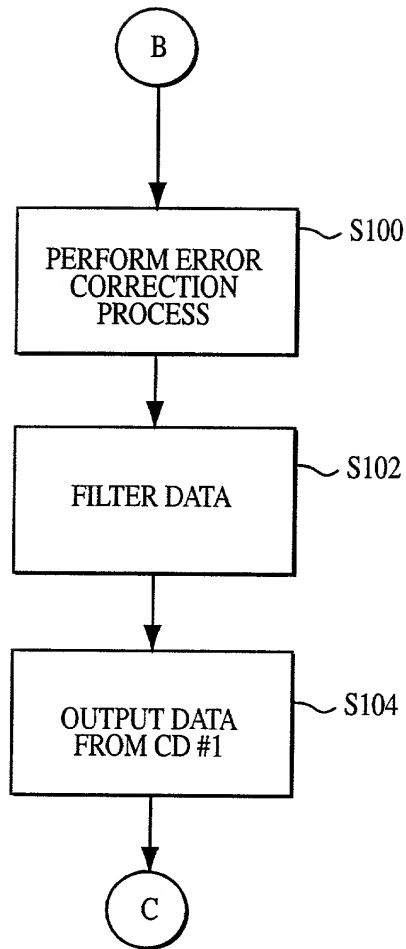 B
S100
PERFORM ERROR
CORRECTION
PROCESS
S102
FILTER DATA
S104
OUTPUT DATA
FROM CD #1
C